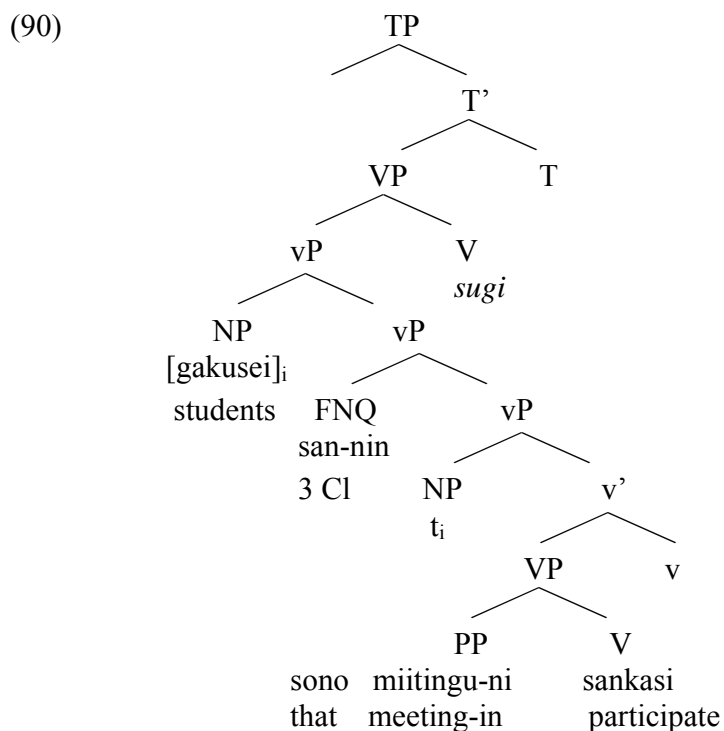 (90) TP
T’
VP T
vP V
sugi
NP vP
[gakusei]i
students FNQ vP
san-nin
3 Cl NP v’
ti
VP v
PP V
sono miitingu-ni sankasi
that meeting-in participate